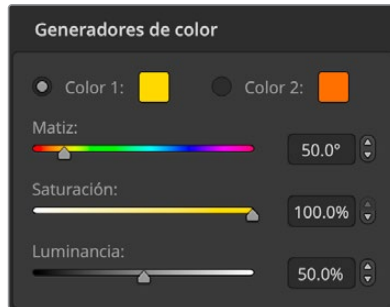 Generadores de color
Color 1: Color 2:
Matiz:
50.0°
Saturación:
100.0%
Luminancia:
50.0%